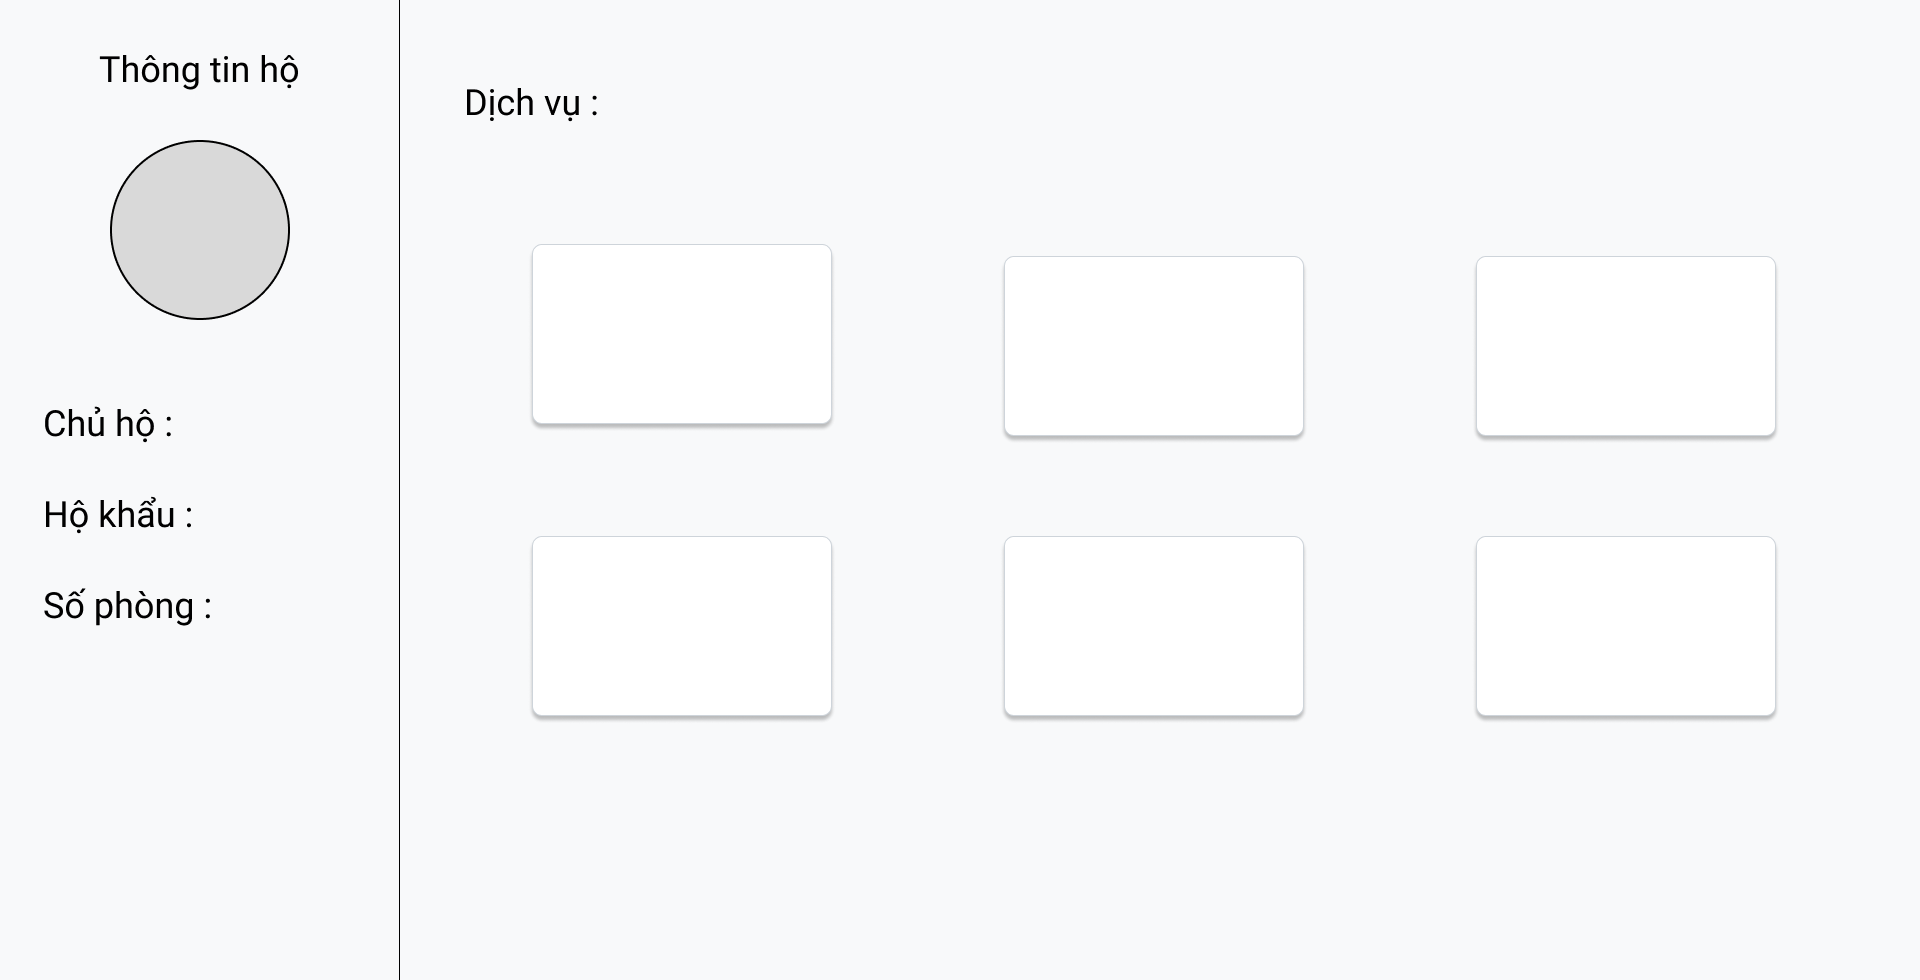 Thông tin hộ
Chủ hộ :
Hộ khẩu :
Số phòng :
Dịch vụ :